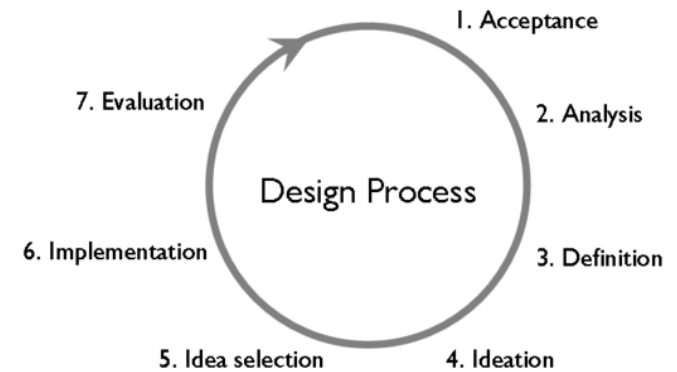 1. Acceptance
2. Analysis
3. Definition
4. Ideation
5. Idea selection
6. Implementation
7. Evaluation
Design Process